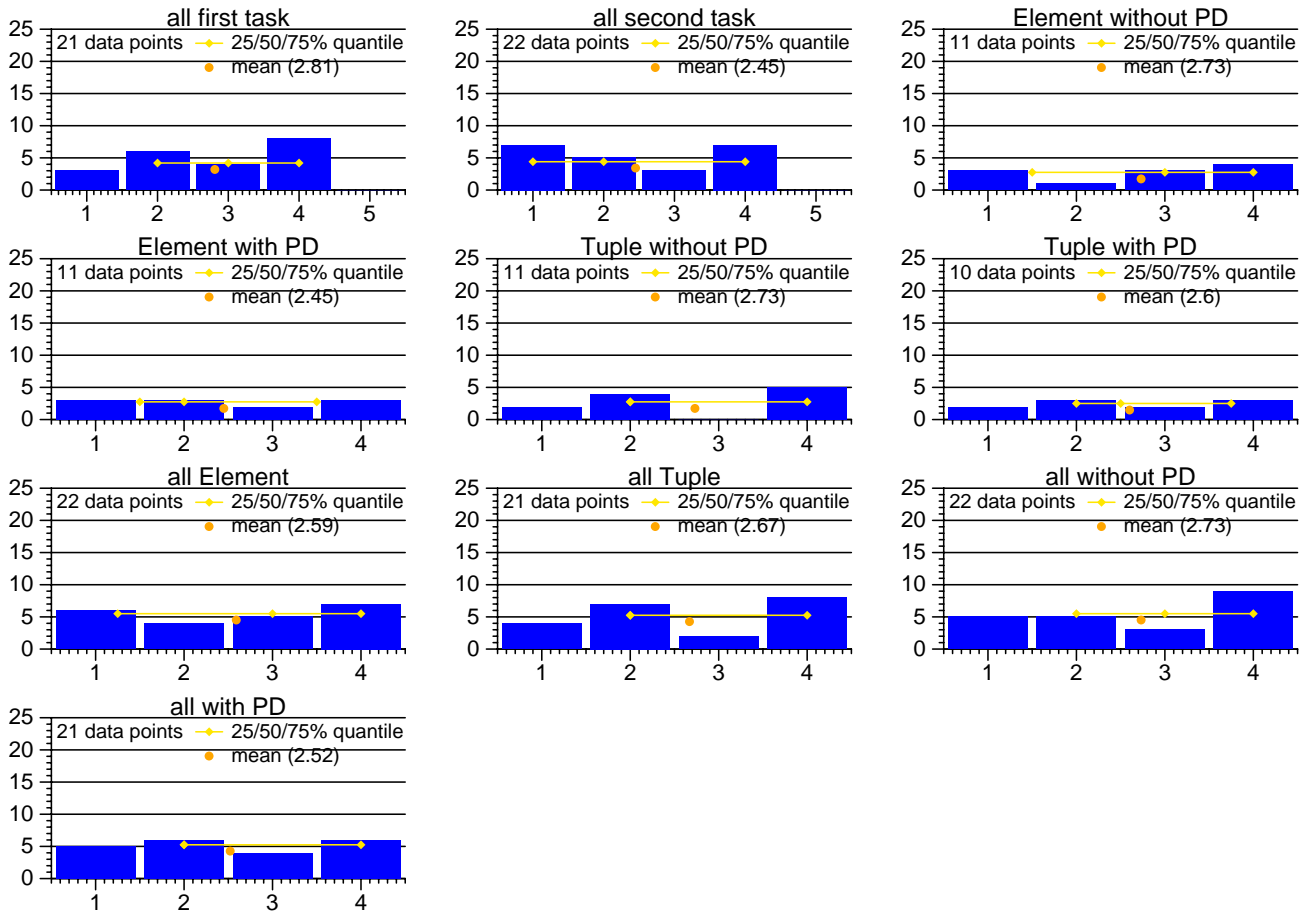 all first task
21 data points 25/50/75% quantile
mean (2.81)
25
20
15
10
5
0
1 2 3 4 5
all second task
22 data points 25/50/75% quantile
mean (2.45)
25
20
15
10
5
0
1 2 3 4 5
Element without PD
11 data points 25/50/75% quantile
mean (2.73)
25
20
15
10
5
0
1 2 3 4
Element with PD
11 data points 25/50/75% quantile
mean (2.45)
25
20
15
10
5
0
1 2 3 4
Tuple without PD
11 data points 25/50/75% quantile
mean (2.73)
25
20
15
10
5
0
1 2 3 4
Tuple with PD
10 data points 25/50/75% quantile
mean (2.6)
25
20
15
10
5
0
1 2 3 4
all Element
22 data points 25/50/75% quantile
mean (2.59)
25
20
15
10
5
0
1 2 3 4
all Tuple
21 data points 25/50/75% quantile
mean (2.67)
25
20
15
10
5
0
1 2 3 4
all without PD
22 data points 25/50/75% quantile
mean (2.73)
25
20
15
10
5
0
1 2 3 4
all with PD
21 data points 25/50/75% quantile
mean (2.52)
25
20
15
10
5
0
1 2 3 4